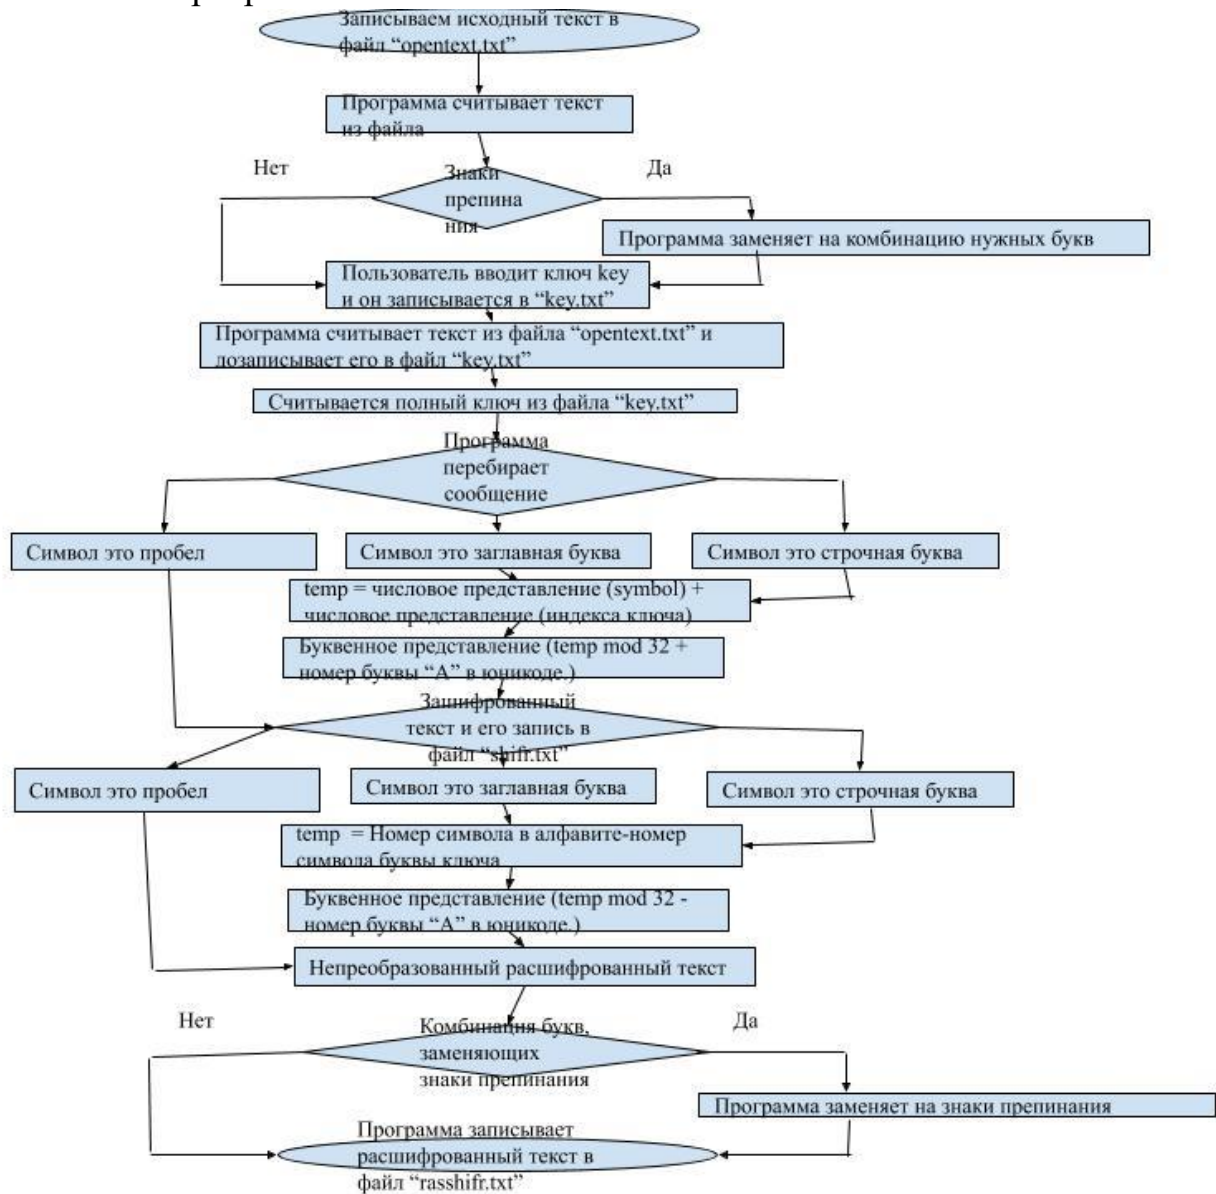 Записываем исходный текст в
файл “opentext.txt”
Программа считывает текст
из файла
Нет
Да
Знаки
препина
ния
Программа заменяет на комбинацию нужных букв
Пользователь вводит ключ key
и он записывается в “key.txt”
Программа считывает текст из файла “opentext.txt” и
дозаписывает его в файл “key.txt”
Считывается полный ключ из файла “key.txt”
Программа
перебирает
сообщение
Символ это пробел
Символ это заглавная буква
Символ это строчная буква
temp = числовое представление (symbol) +
числовое представление (индекса ключа)
Буквенное представление (temp mod 32 +
номер буквы “А” в юникоде.)
Зашифрованный
текст и его запись в
файл “shifr.txt”
Символ это пробел
Символ это заглавная буква
Символ это строчная буква
temp = Номер символа в алфавите-номер
символа буквы ключа
Буквенное представление (temp mod 32 -
номер буквы “А” в юникоде.)
Непреобразованный расшифрованный текст
Нет
Да
Комбинация букв,
заменяющих
знаки препинания
Программа заменяет на знаки препинания
Программа записывает
расшифрованный текст в
файл “rasshifr.txt”